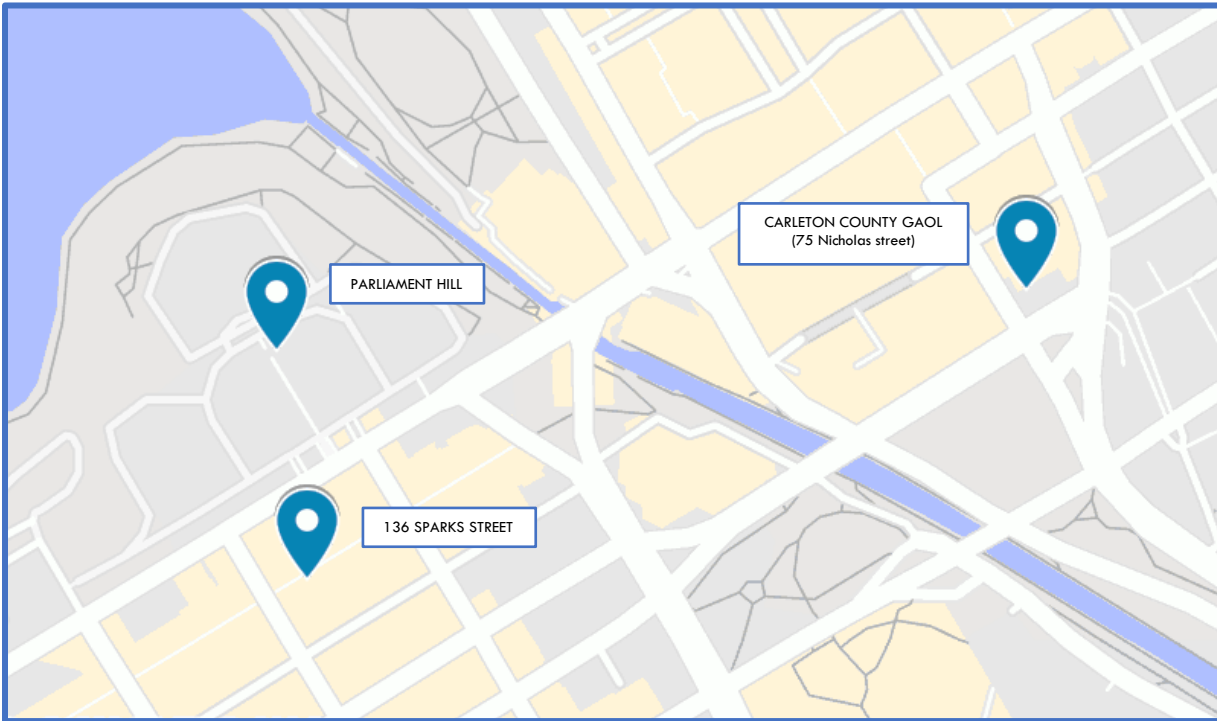 CARLETON COUNTY GAOL
(75 Nicholas street)
PARLIAMENT HILL
136 SPARKS STREET